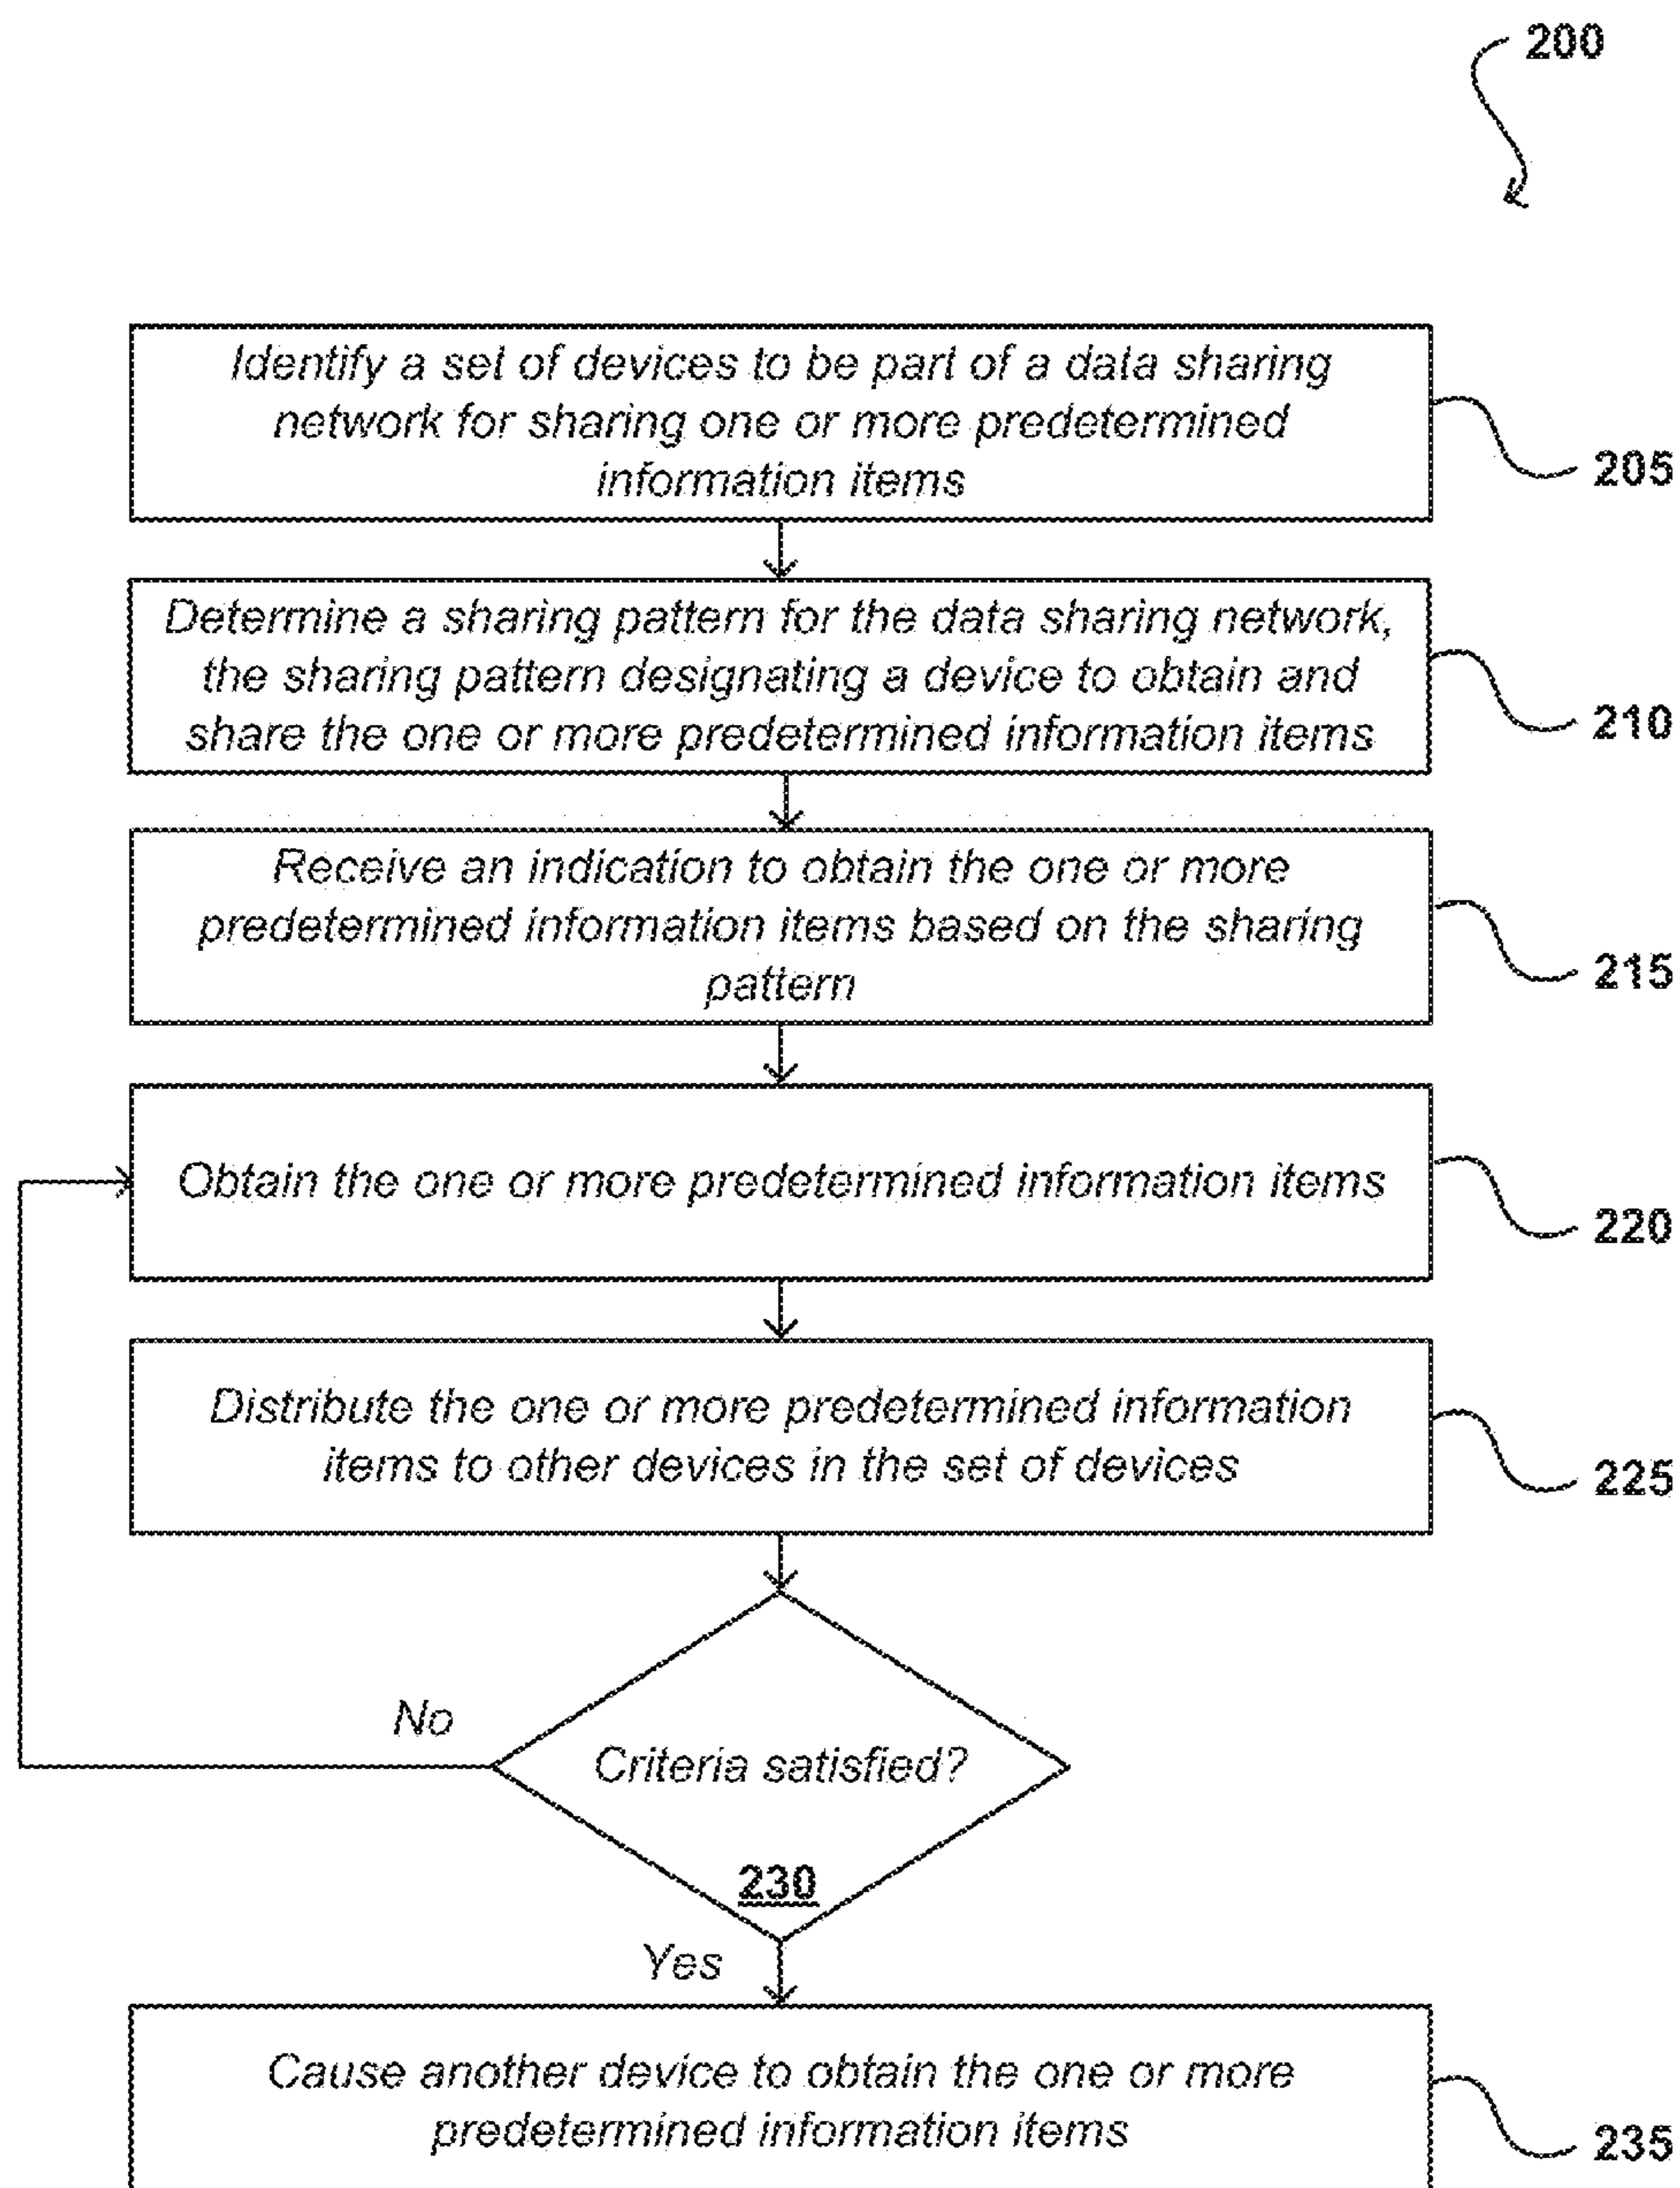 200
Identify a set of devices to be part of a data sharing
network for sharing one or more predetermined
information items
205
Determine a sharing pattern for the data sharing network,
the sharing pattern designating a device to obtain and
share the one or more predetermined information items
210
Receive an indication to obtain the one or more
predetermined information items based on the sharing
pattern
215
Obtain the one or more predetermined information items
220
Distribute the one or more predetermined information
items to other devices in the set of devices
225
No
Criteria satisfied?
230
Yes
Cause another device to obtain the one or more
predetermined information items
235